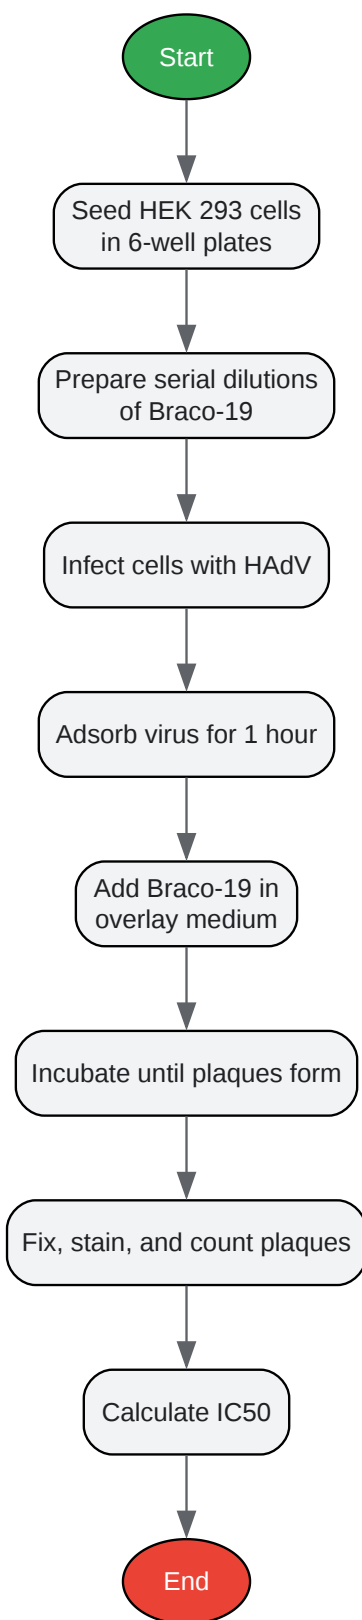 Start
Seed HEK 293 cells
in 6-well plates
Prepare serial dilutions
of Braco-19
Infect cells with HAdV
Adsorb virus for 1 hour
Add Braco-19 in
overlay medium
Incubate until plaques form
Fix, stain, and count plaques
Calculate IC50
End